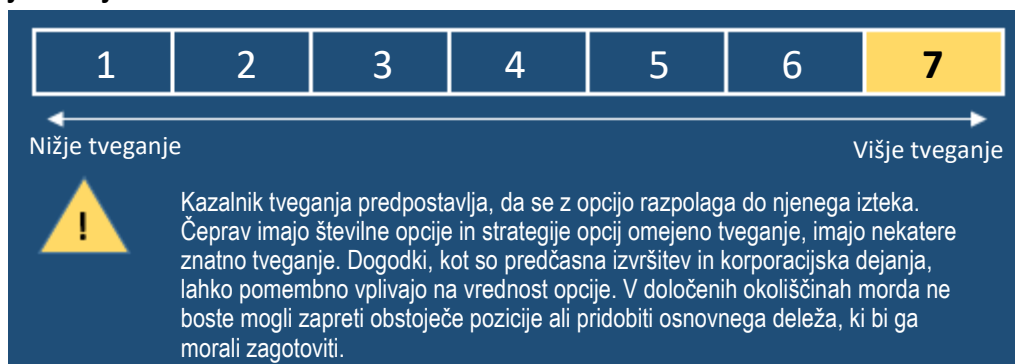 1 2 3 4 5 6 7
Nižje tveganje Višje tveganje
! Kazalnik tveganja predpostavlja, da se z opcijo razpolaga do njenega izteka.
Čeprav imajo številne opcije in strategije opcij omejeno tveganje, imajo nekatere
znatno tveganje. Dogodki, kot so predčasna izvršitev in korporacijska dejanja,
lahko pomembno vplivajo na vrednost opcije. V določenih okoliščinah morda ne
boste mogli zapreti obstoječe pozicije ali pridobiti osnovnega deleža, ki bi ga
morali zagotoviti.